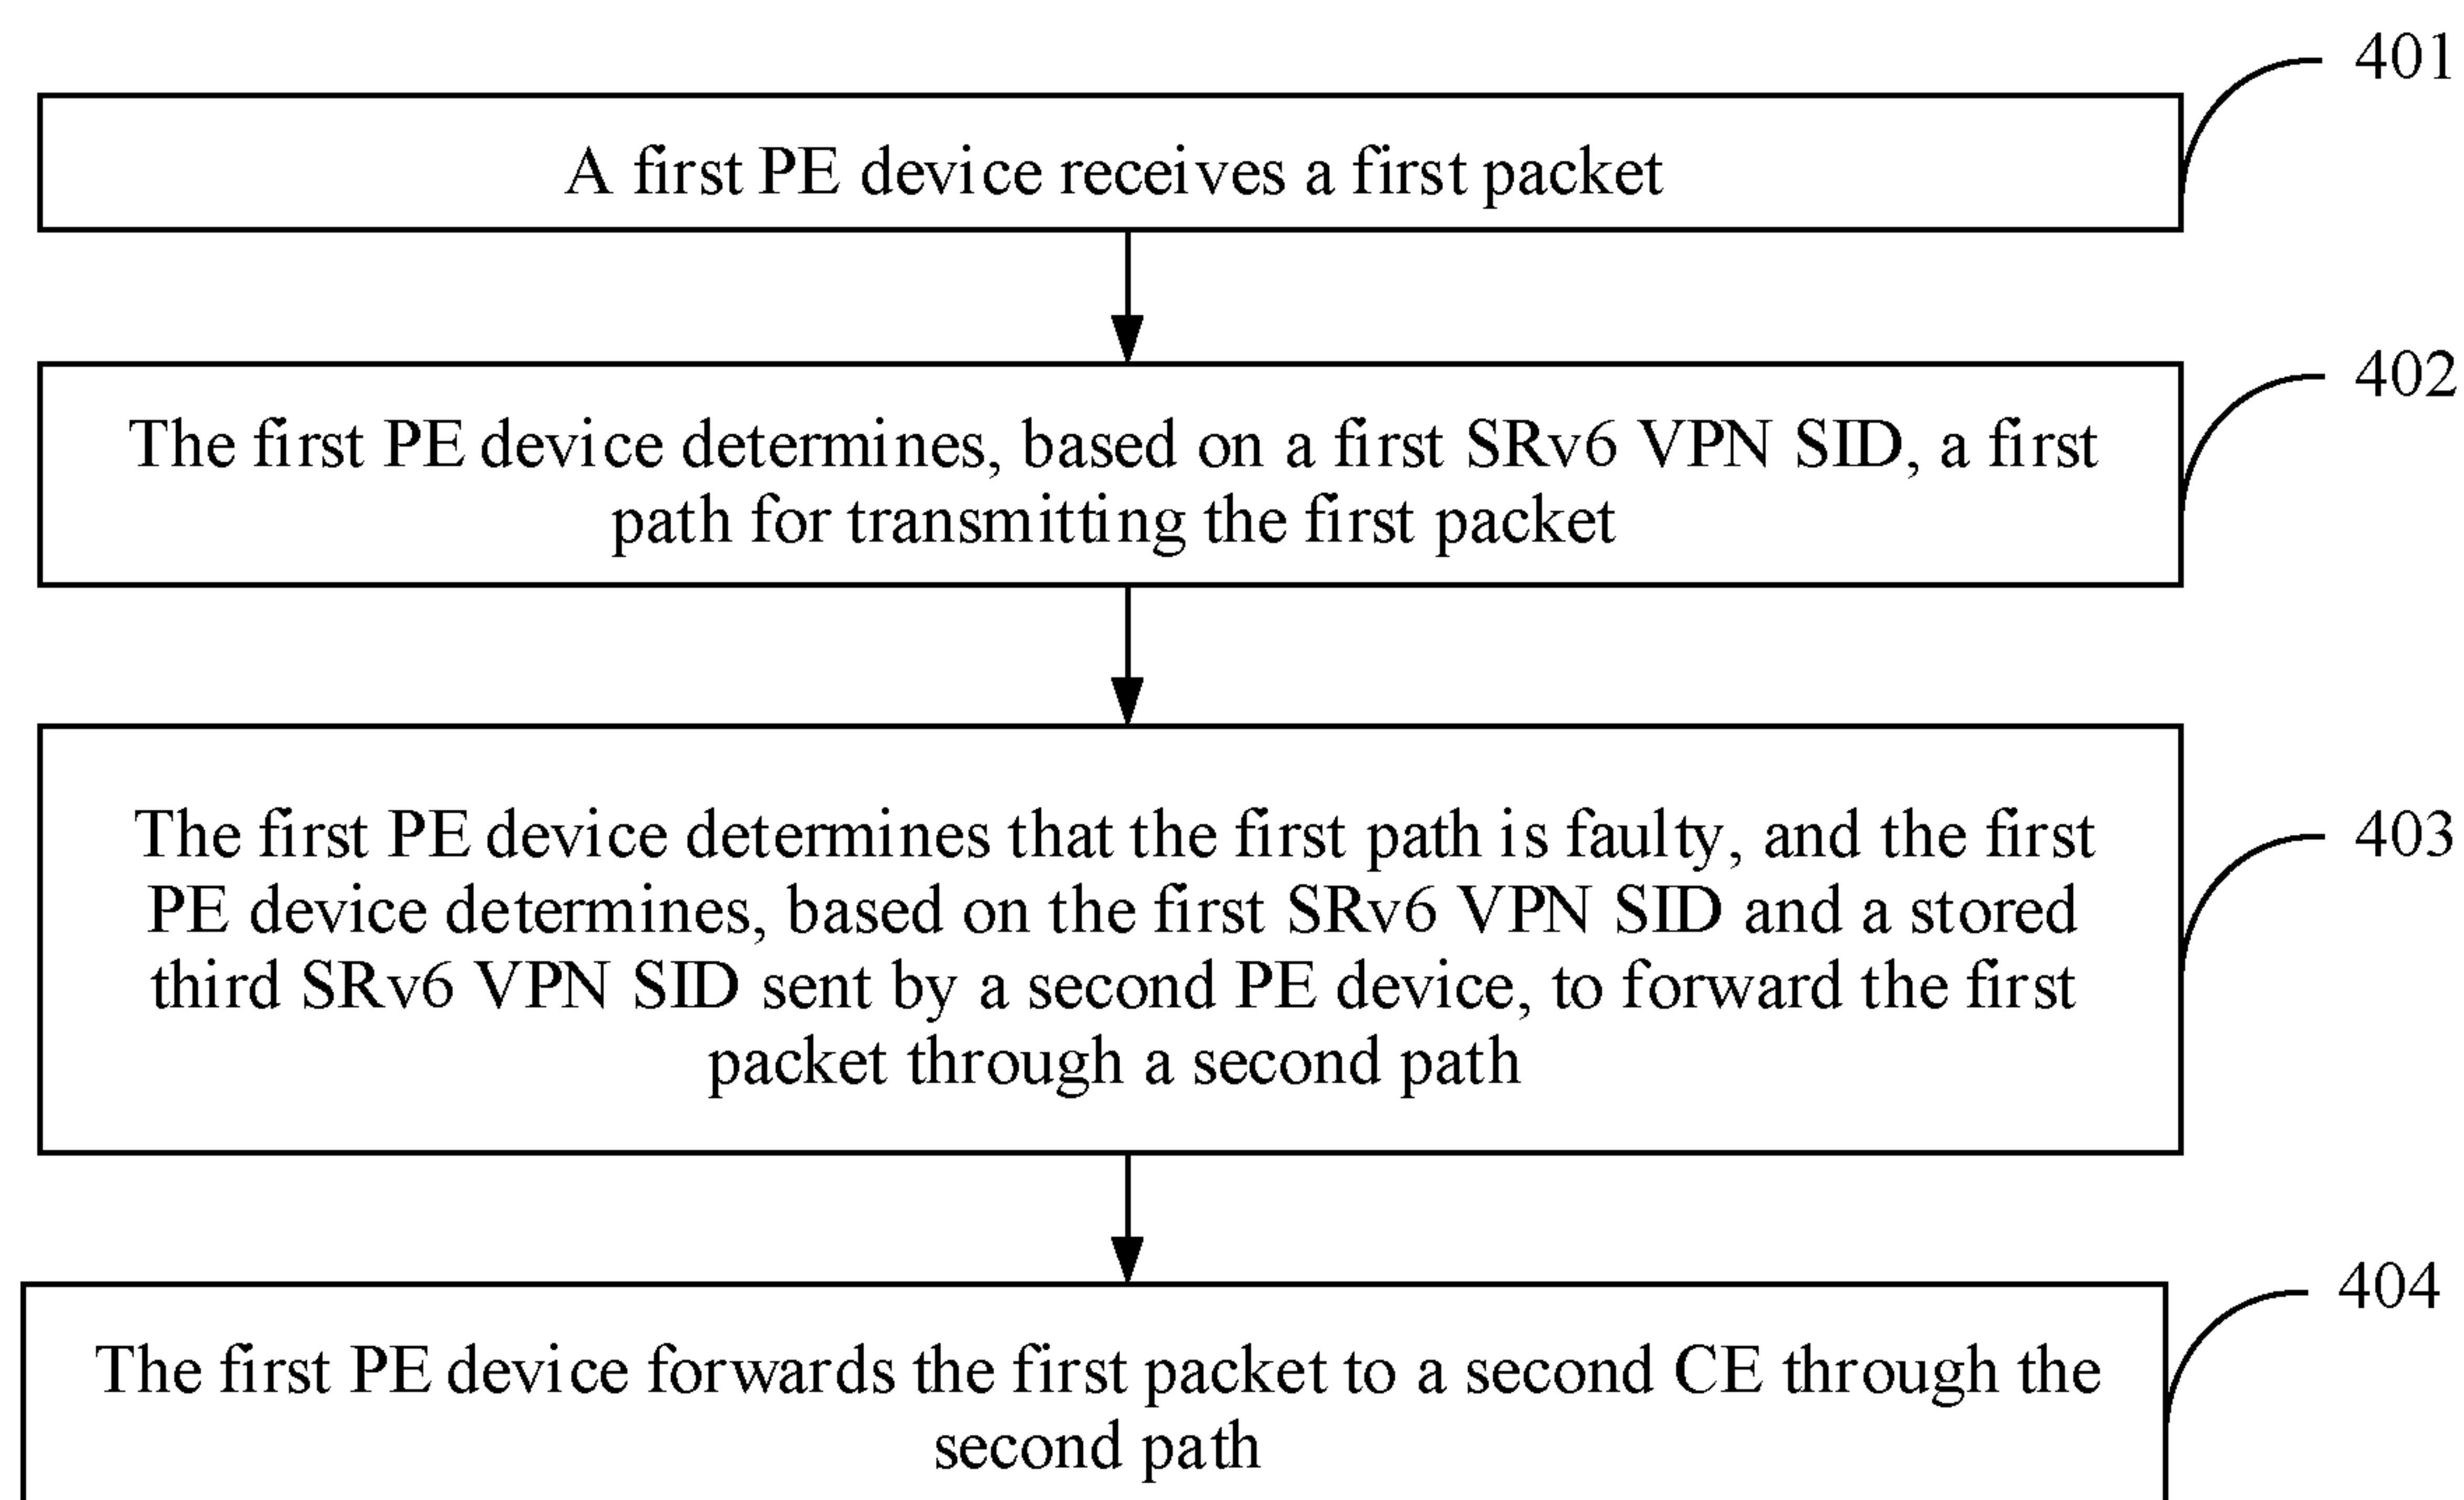 401
A first PE device receives a first packet
402
The first PE device determines, based on a first SRv6 VPN SID, a first
path for transmitting the first packet
403
The first PE device determines that the first path is faulty, and the first
PE device determines, based on the first SRv6 VPN SID and a stored
third SRv6 VPN SID sent by a second PE device, to forward the first
packet through a second path
404
The first PE device forwards the first packet to a second CE through the
second path